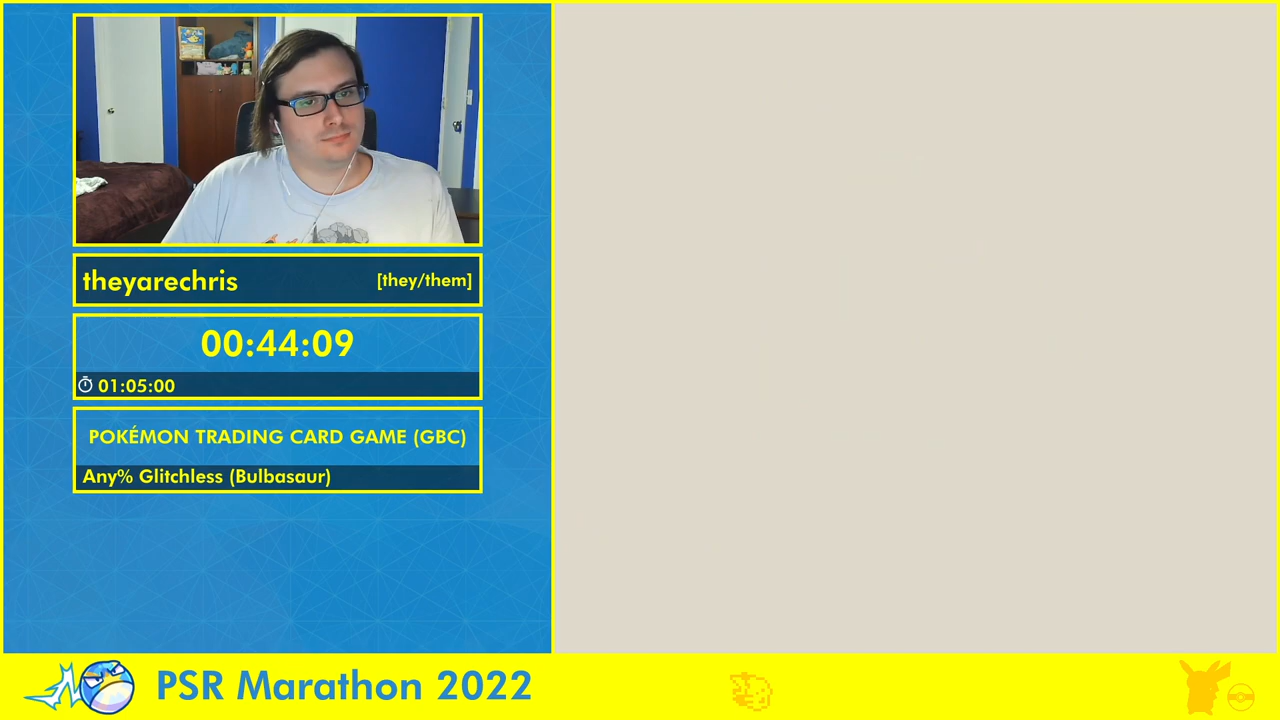 theyarechris
[they/them]
00:44:09
01:05:00
POKÉMON TRADING CARD GAME (GBC)
Any% Glitchless (Bulbasaur)
PSR Marathon 2022